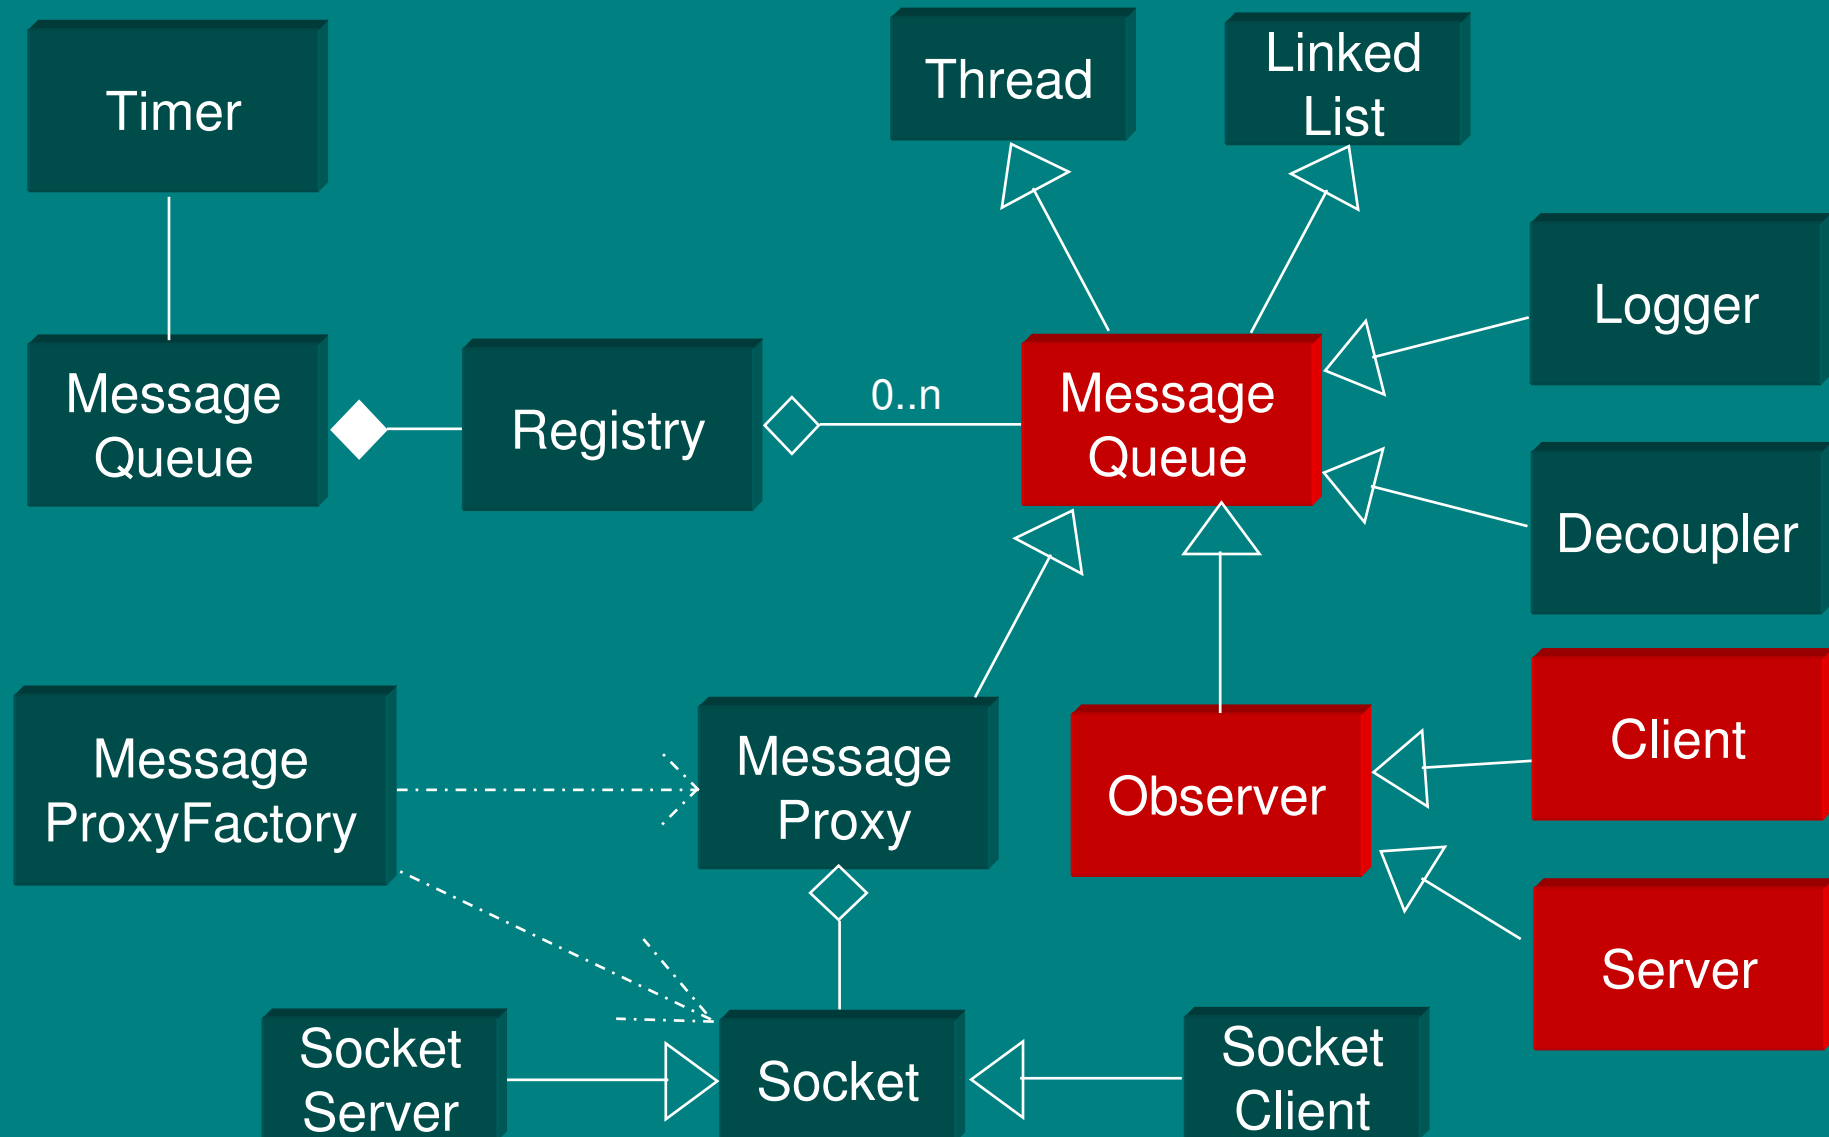 Timer
Thread
Linked
List
Logger
Message
Queue
Registry
0..n
Message
Queue
Decoupler
Message
ProxyFactory
Message
Proxy
Observer
Client
Server
Socket
Server
Socket
Socket
Client